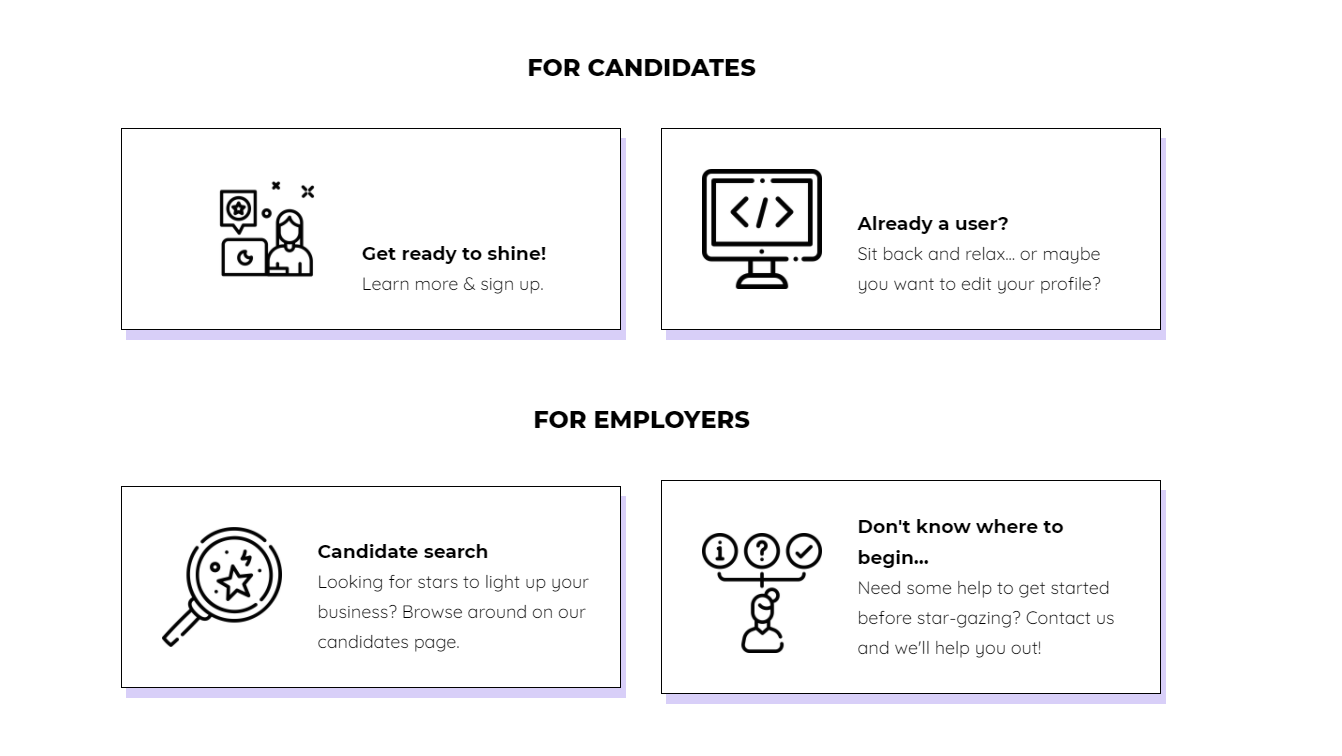 FOR CANDIDATES
Get ready to shine!
Learn more & sign up.
Already a user?
Sit back and relax... or maybe
you want to edit your profile?
FOR EMPLOYERS
Candidate search
Looking for stars to light up your
business? Browse around on our
candidates page.
Don't know where to
begin...
Need some help to get started
before star-gazing? Contact us
and we'll help you out!